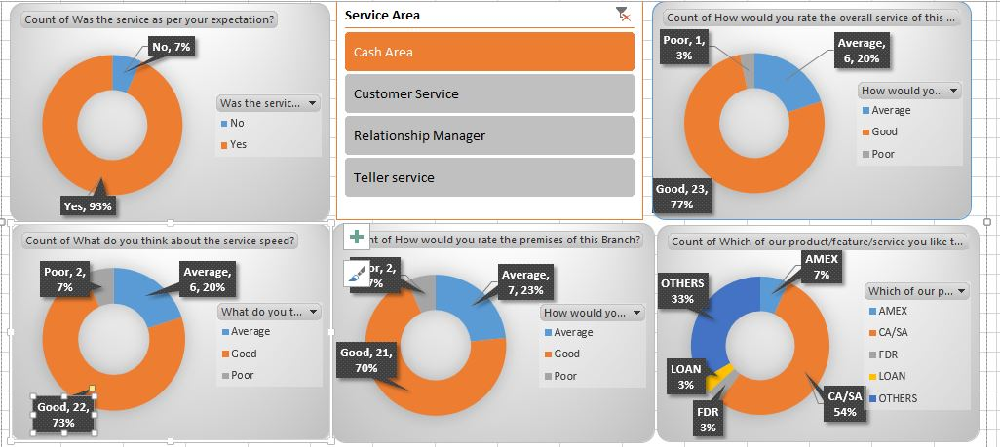 Count of Was the service as per your expectation?
No, 7%
Was the servic...
No
Yes
Yes, 93%
Service Area
Cash Area
Customer Service
Relationship Manager
Teller service
Count of How would you rate the overall service of this ...
Poor, 1,
3%
Average,
6, 20%
How would yo...
Average
Good
Poor
Good, 23,
77%
Count of What do you think about the service speed?
Poor, 2,
7%
Average,
6, 20%
What do you t...
Average
Good
Poor
Good, 22,
73%
nt of How would you rate the premises of this Branch?
or, 2,
7%
Average,
7, 23%
How would yo...
Average
Good
Poor
Good, 21,
70%
Count of Which of our product/feature/service you like t...
AMEX
7%
OTHERS
33%
Which of our p...
AMEX
CA/SA
FDR
LOAN
OTHERS
LOAN
3%
FDR
3%
CA/SA
54%